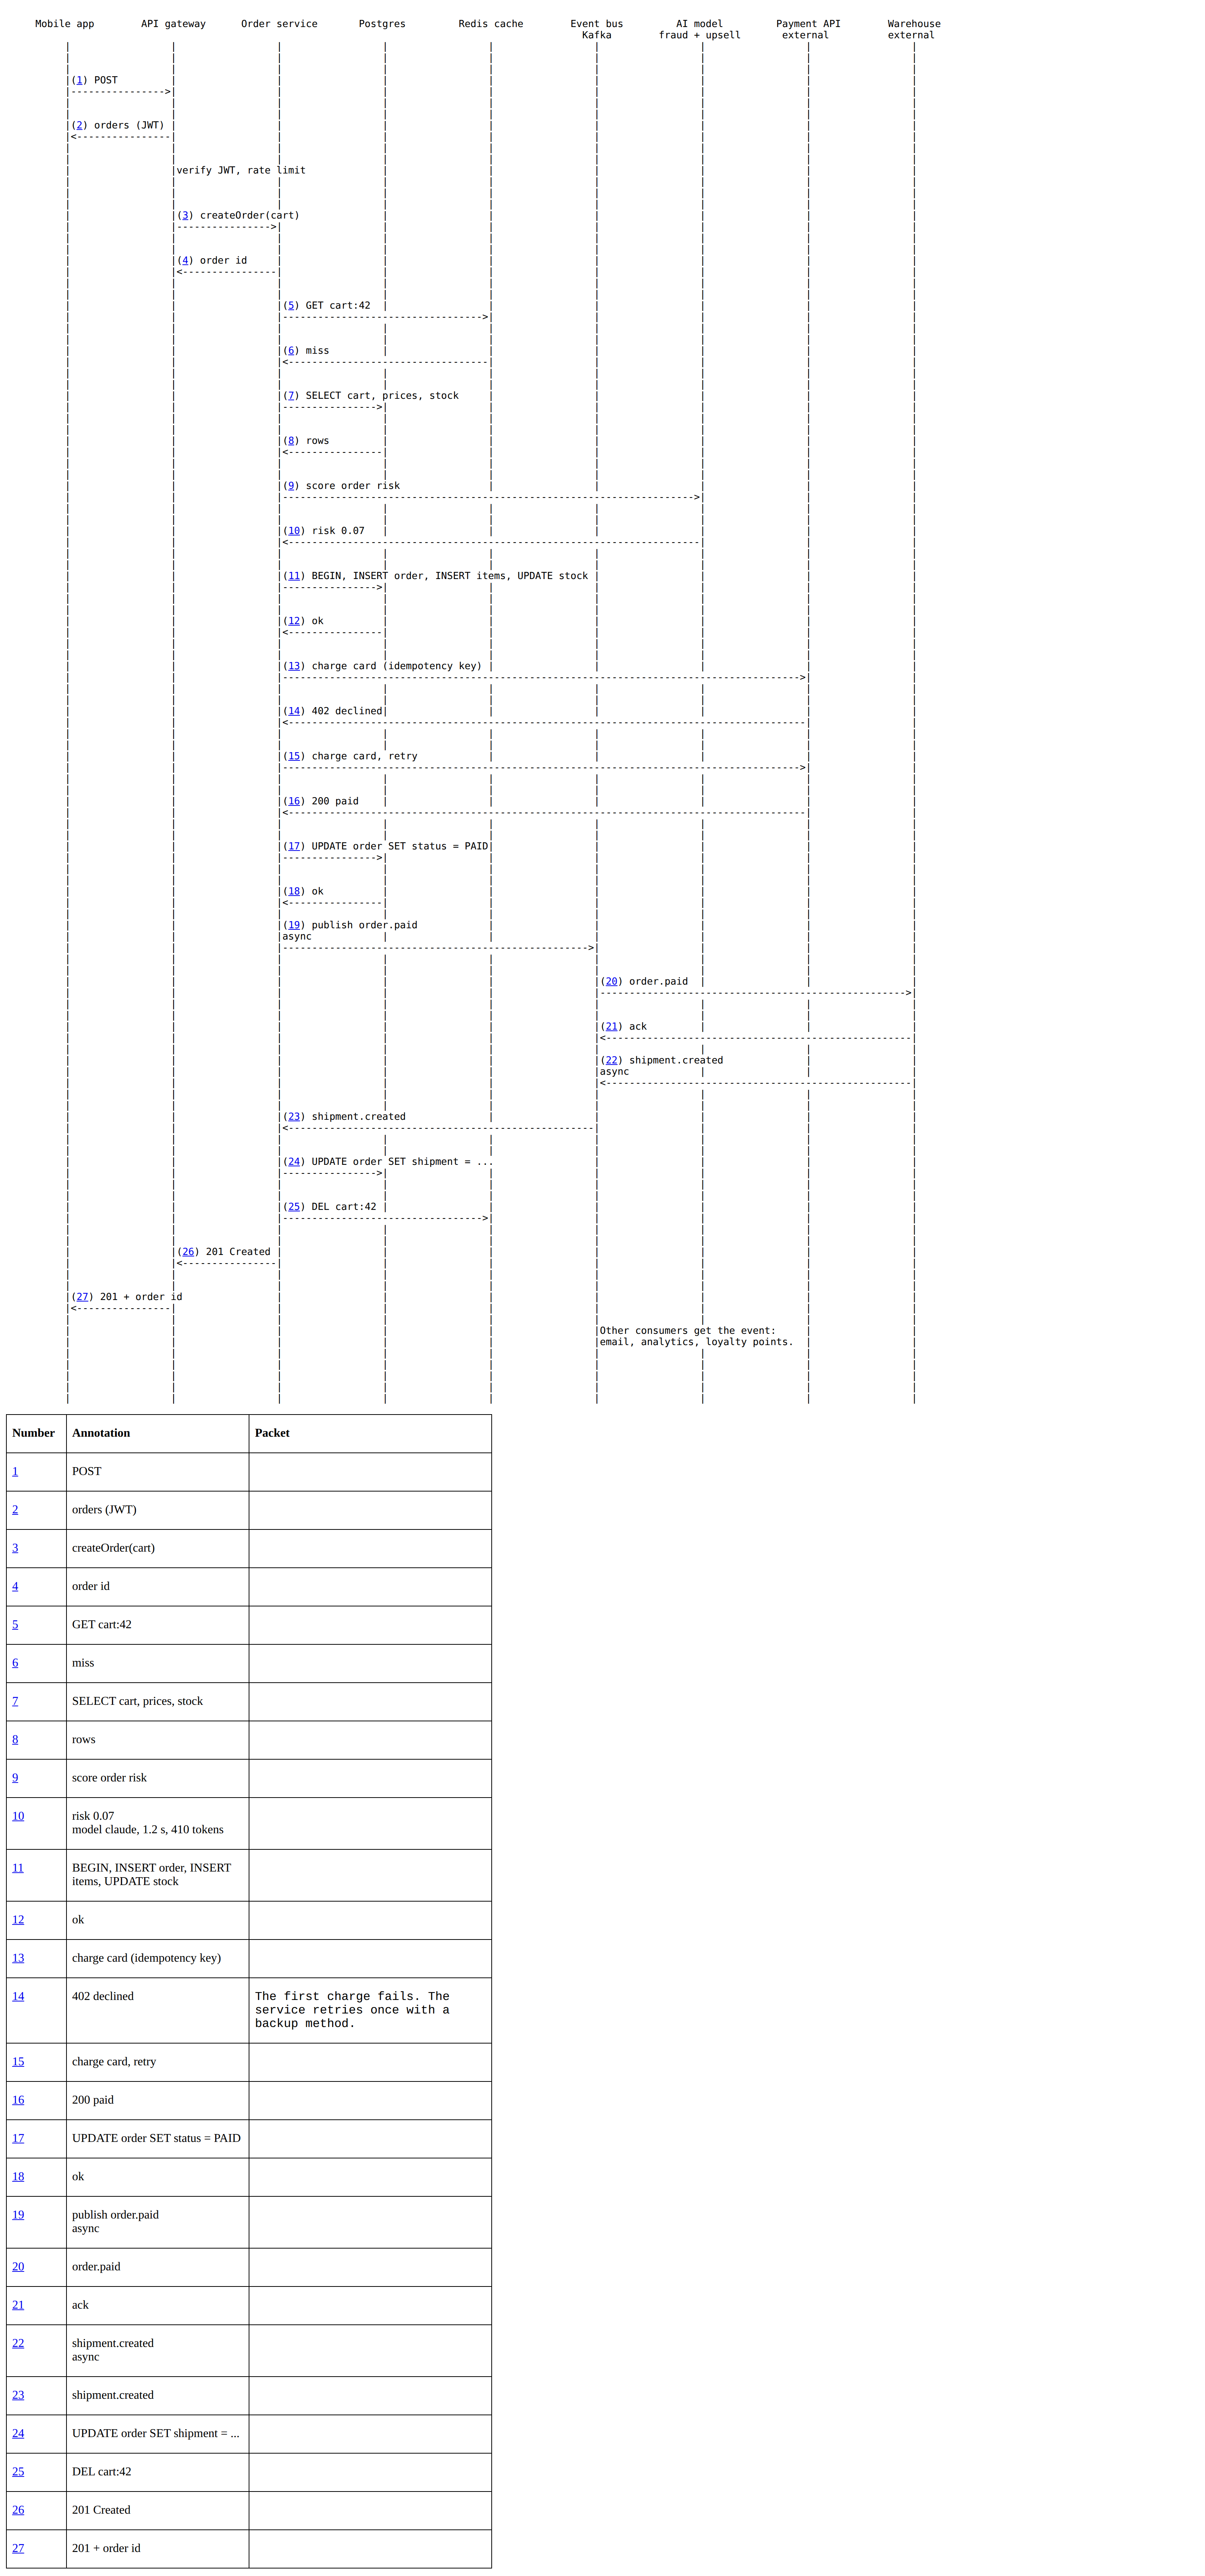 Mobile app API gateway Order service Postgres Redis cache Event bus AI model Payment API Warehouse
Kafka fraud + upsell external external
(1) POST
(2) orders (JWT)
verify JWT, rate limit
(3) createOrder(cart)
(4) order id
(5) GET cart:42
(6) miss
(7) SELECT cart, prices, stock
(8) rows
(9) score order risk
(10) risk 0.07
(11) BEGIN, INSERT order, INSERT items, UPDATE stock
(12) ok
(13) charge card (idempotency key)
(14) 402 declined
(15) charge card, retry
(16) 200 paid
(17) UPDATE order SET status = PAID
(18) ok
(19) publish order.paid
async
(20) order.paid
(21) ack
(22) shipment.created
async
(23) shipment.created
(24) UPDATE order SET shipment = ...
(25) DEL cart:42
(26) 201 Created
(27) 201 + order id
Other consumers get the event:
email, analytics, loyalty points.
Number Annotation Packet
1 POST
2 orders (JWT)
3 createOrder(cart)
4 order id
5 GET cart:42
6 miss
7 SELECT cart, prices, stock
8 rows
9 score order risk
10 risk 0.07
model claude, 1.2 s, 410 tokens
11 BEGIN, INSERT order, INSERT
items, UPDATE stock
12 ok
13 charge card (idempotency key)
14 402 declined The first charge fails. The
service retries once with a
backup method.
15 charge card, retry
16 200 paid
17 UPDATE order SET status = PAID
18 ok
19 publish order.paid
async
20 order.paid
21 ack
22 shipment.created
async
23 shipment.created
24 UPDATE order SET shipment = ...
25 DEL cart:42
26 201 Created
27 201 + order id